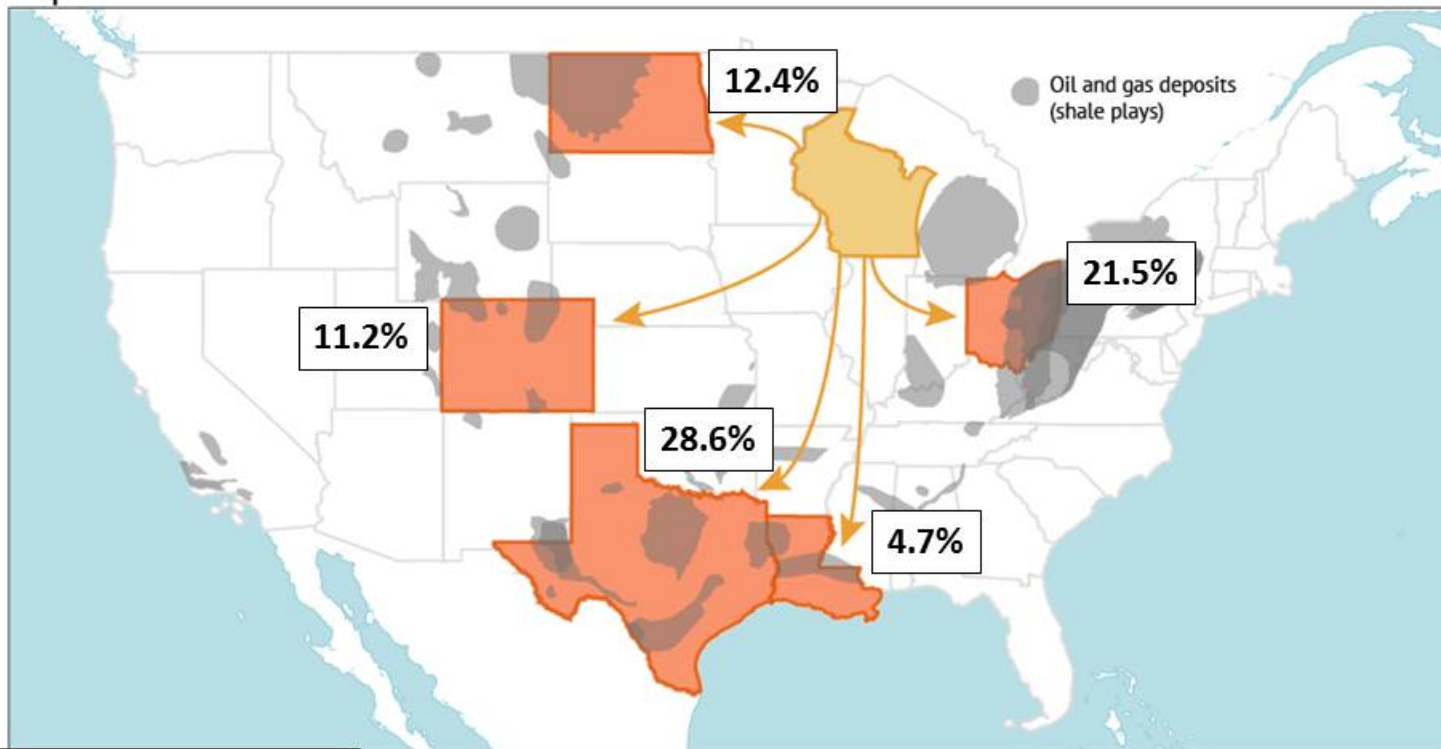 12.4%
Oil and gas deposits
(shale plays)
21.5%
11.2%
28.6%
4.7%